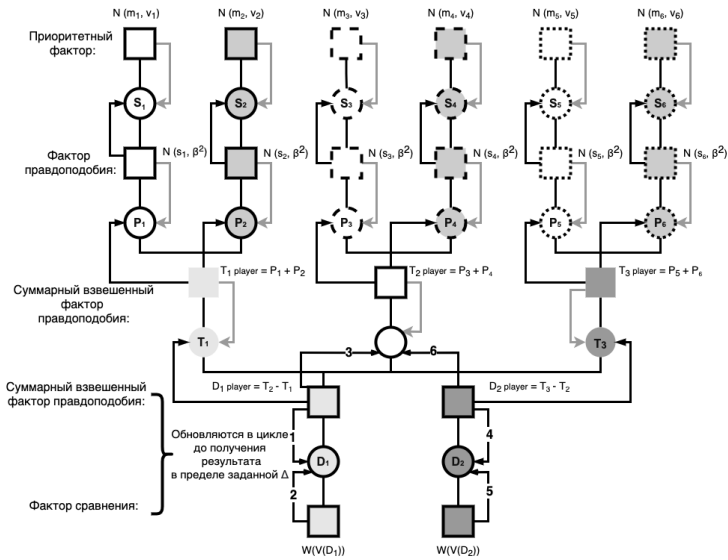 N (m₁, v₁) N (m₂, v₂) N (m₃, v₃) N (m₄, v₄) N (m₅, v₅) N (m₆, v₆)
Приоритетный
фактор:
S₁ S₂ S₃ S₄ S₅ S₆
Фактор
правдоподобия:
N (s₁, β²) N (s₂, β²) N (s₃, β²) N (s₄, β²) N (s₅, β²) N (s₆, β²)
P₁ P₂ P₃ P₄ P₅ P₆
T₁ player = P₁ + P₂ T₂ player = P₃ + P₄ T₃ player = P₅ + P₆
Суммарный взвешенный
фактор
правдоподобия:
T₁ T₃
3 6
Суммарный взвешенный
фактор правдоподобия:
D₁ player = T₂ - T₁ D₂ player = T₃ - T₂
Обновляются в цикле
до получения
результата
в пределе заданной Δ
1 4
D₁ D₂
2 5
Фактор сравнения:
W(V(D₁)) W(V(D₂))